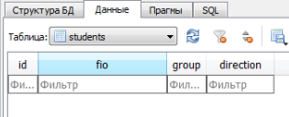 Структура БД Данные Прагмы SQL
Таблица: students
id fio group direction
Фи... Фильтр Фил... Фильтр